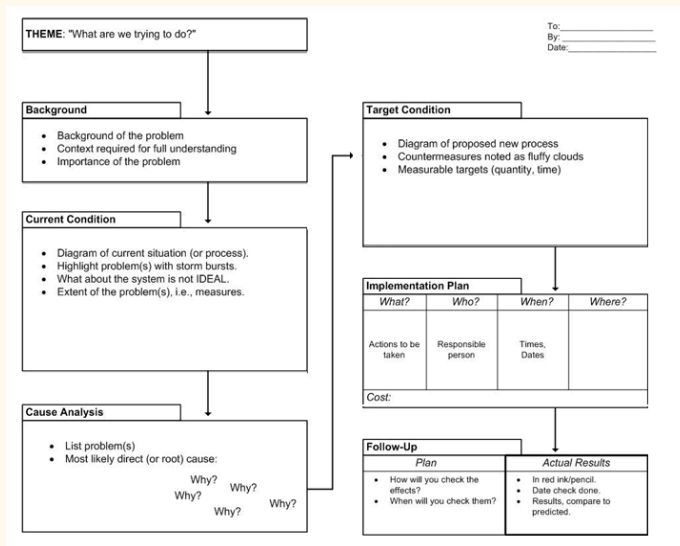 THEME: "What are we trying to do?"
To:
By:
Date:
Background
• Background of the problem
• Context required for full understanding
• Importance of the problem
Current Condition
• Diagram of current situation (or process).
• Highlight problem(s) with storm bursts.
• What about the system is not IDEAL.
• Extent of the problem(s), i.e., measures.
Cause Analysis
• List problem(s)
• Most likely direct (or root) cause:
Why?
Why?
Why?
Why?
Why?
Target Condition
• Diagram of proposed new process
• Countermeasures noted as fluffy clouds
• Measurable targets (quantity, time)
Implementation Plan
What? Who? When? Where?
Actions to be Responsible Times,
taken person Dates
Cost:
Follow-Up
Plan
• How will you check the
effects?
• When will you check them?
Actual Results
• In red ink/pencil.
• Date check done.
• Results, compare to
predicted.